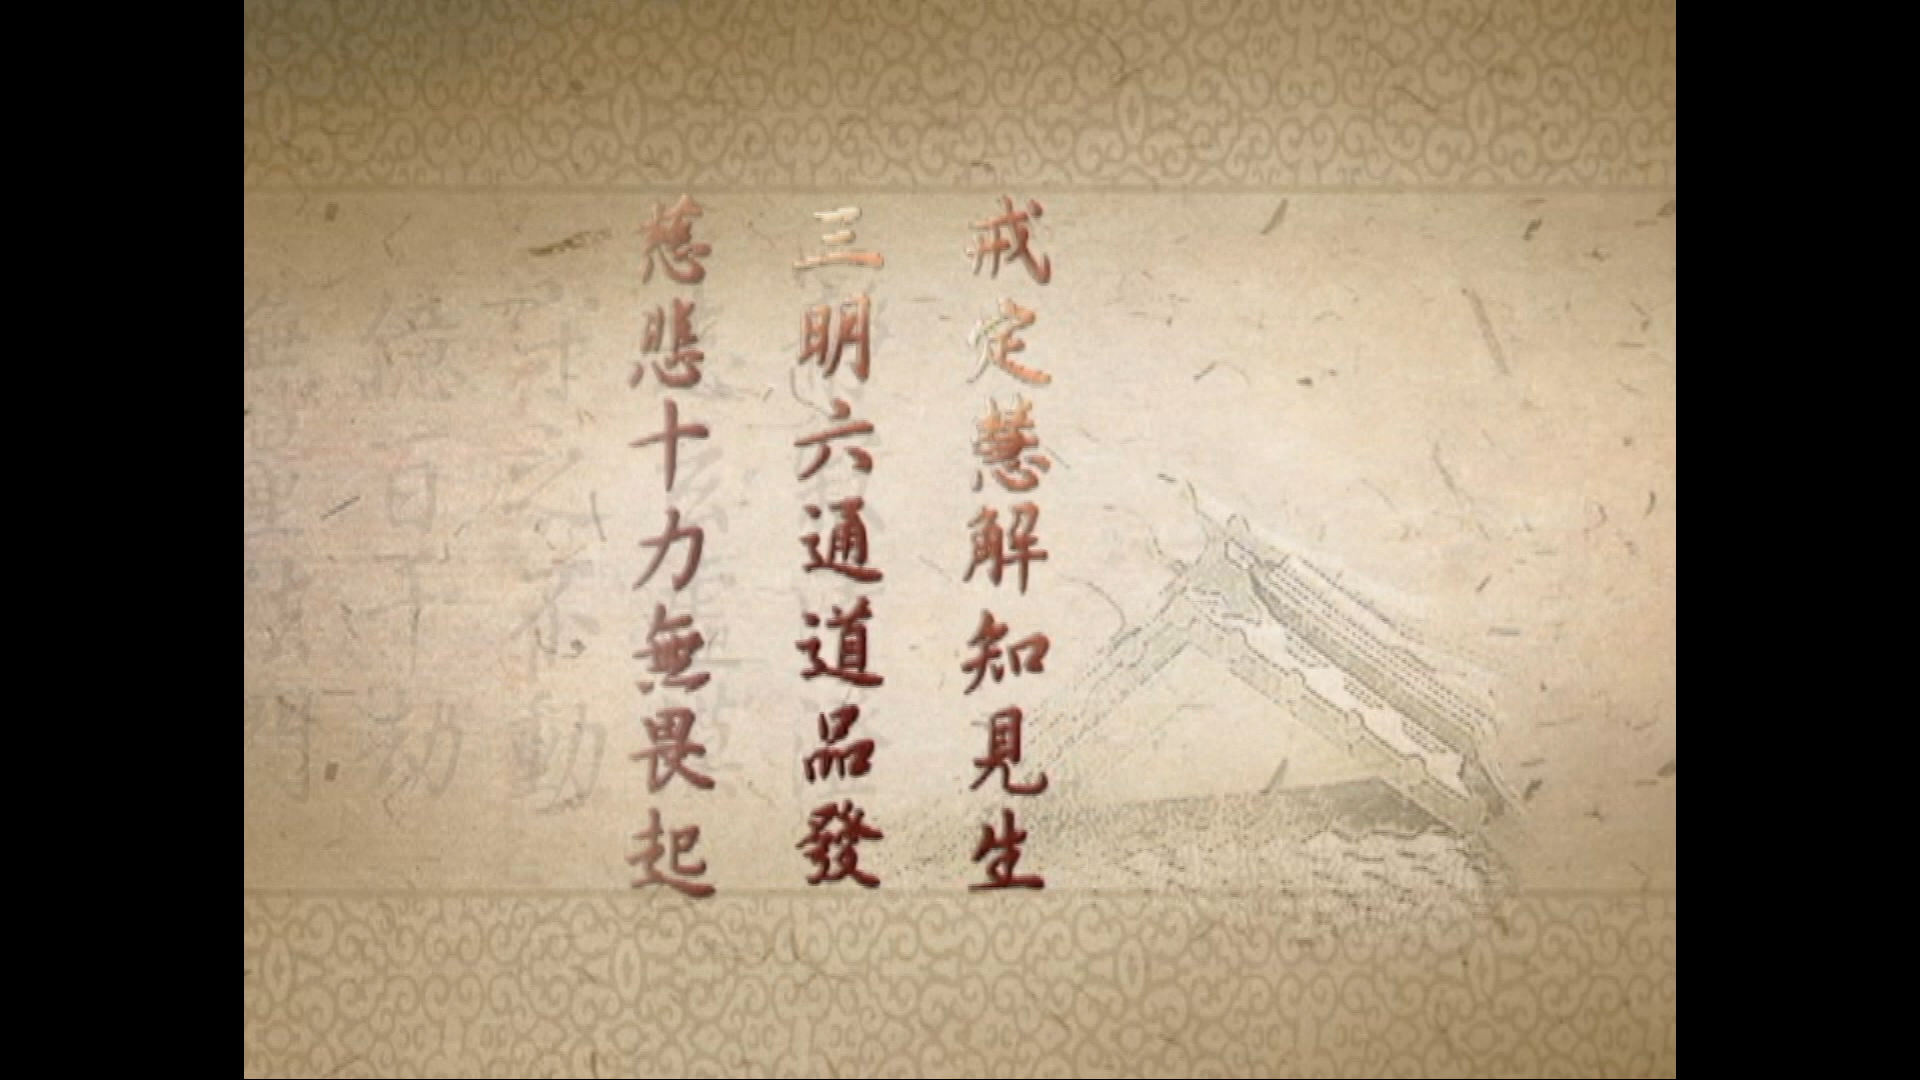 戒定慧解知見生
三明六通道品發
慈悲十力無畏起